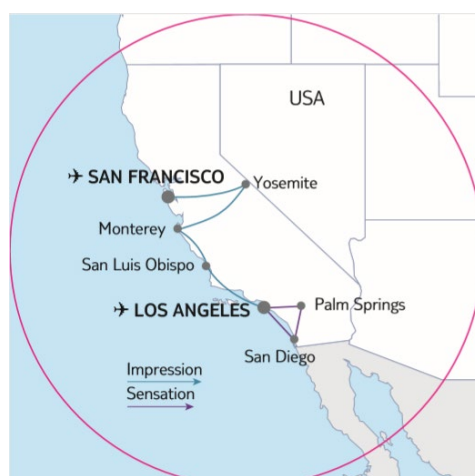 USA
✈ SAN FRANCISCO
Yosemite
Monterey
San Luis Obispo
✈ LOS ANGELES
Palm Springs
San Diego
Impression
Sensation